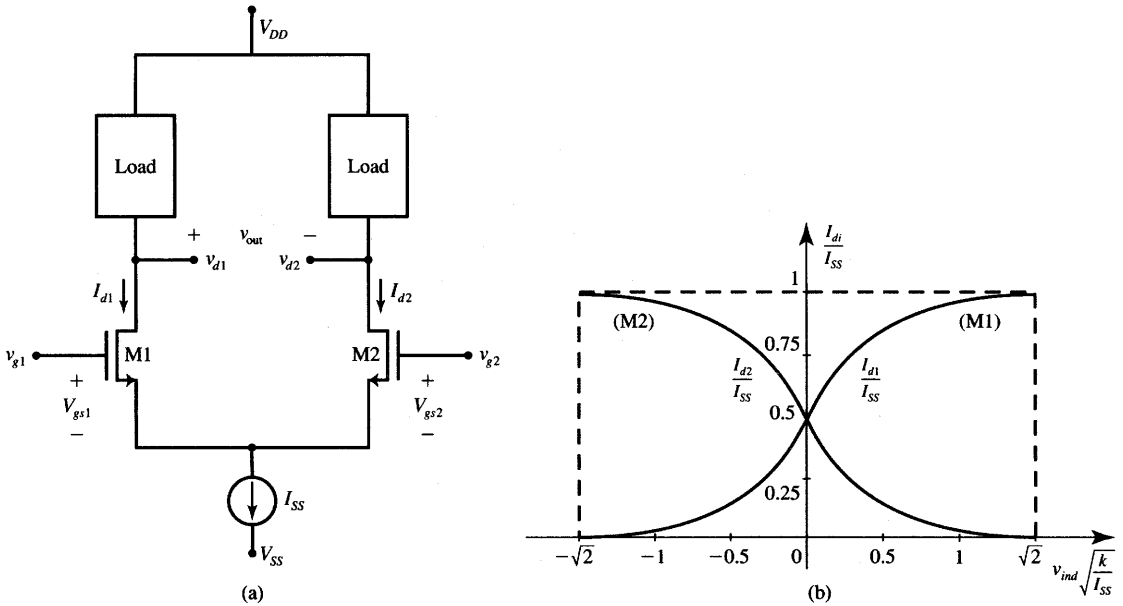 V_DD
Load Load
+ v_out −
v_d1 v_d2
I_d1 I_d2
v_g1 M1 M2 v_g2
+ +
V_gs1 V_gs2
− −
I_SS
V_SS
(a)
I_di / I_SS
1
(M2) (M1)
0.75
I_d2 / I_SS I_d1 / I_SS
0.5
0.25
−√2 −1 −0.5 0 0.5 1 √2 v_ind √(k / I_SS)
(b)